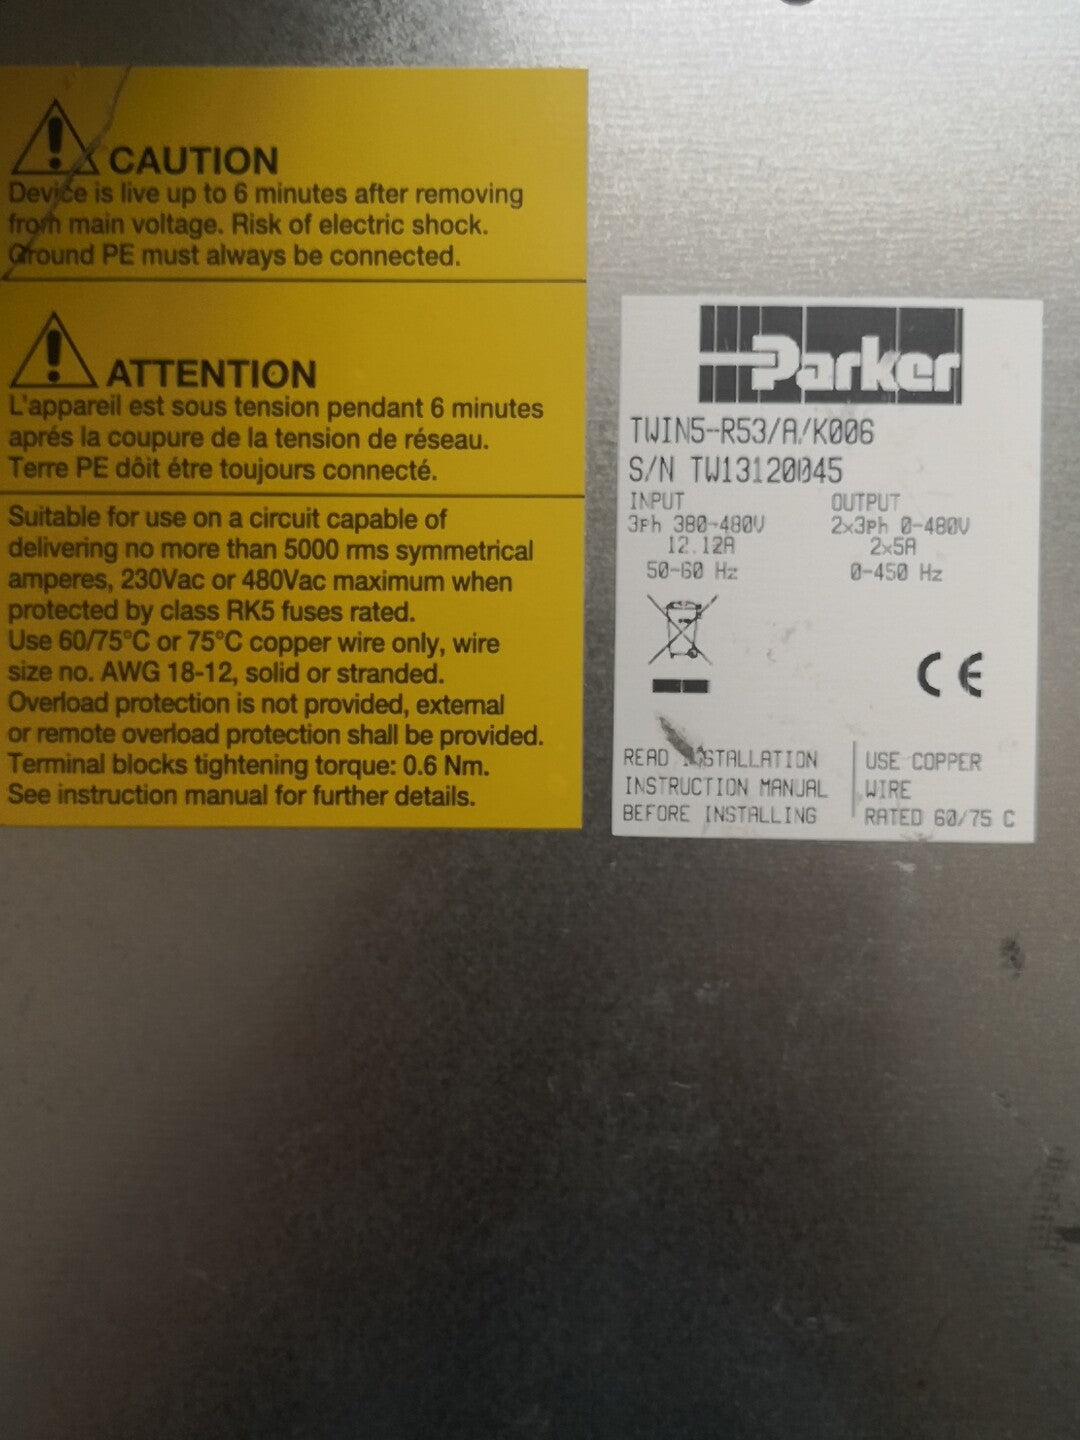 CAUTION
Device is live up to 6 minutes after removing
from main voltage. Risk of electric shock.
Ground PE must always be connected.
ATTENTION
L'appareil est sous tension pendant 6 minutes
aprés la coupure de la tension de réseau.
Terre PE dôit étre toujours connecté.
Suitable for use on a circuit capable of
delivering no more than 5000 rms symmetrical
amperes, 230Vac or 480Vac maximum when
protected by class RK5 fuses rated.
Use 60/75°C or 75°C copper wire only, wire
size no. AWG 18-12, solid or stranded.
Overload protection is not provided, external
or remote overload protection shall be provided.
Terminal blocks tightening torque: 0.6 Nm.
See instruction manual for further details.
Parker
TWIN5-R53/A/K006
S/N TW13120045
INPUT OUTPUT
3Ph 380-480V 2x3Ph 0-480V
12.12A 2x5A
50-60 Hz 0-450 Hz
CE
READ INSTALLATION
INSTRUCTION MANUAL
BEFORE INSTALLING
USE COPPER
WIRE
RATED 60/75 C